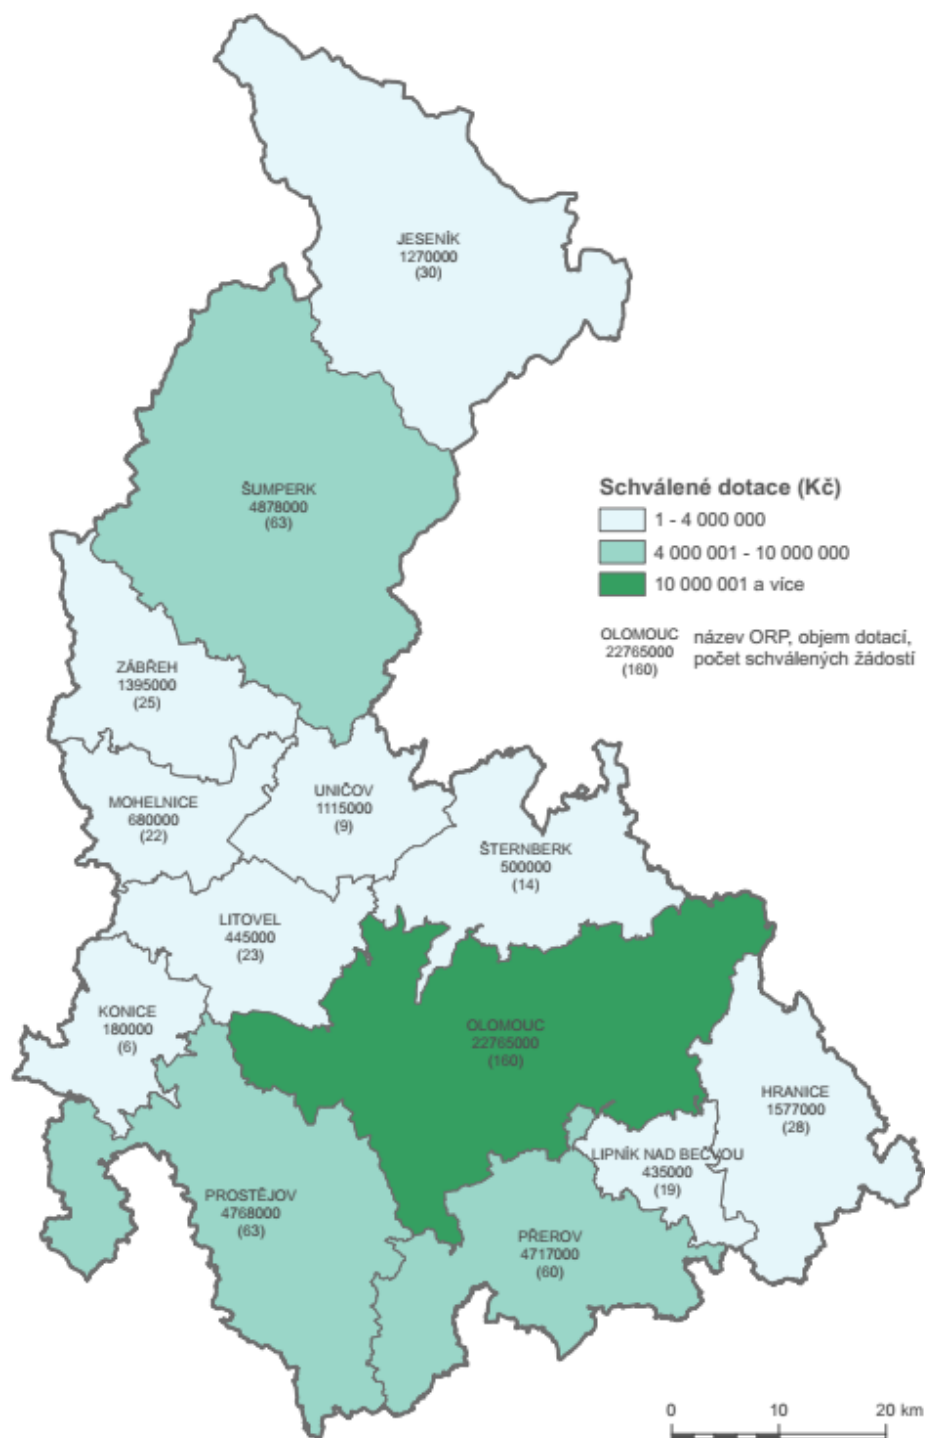 JESENÍK
1270000
(30)
ŠUMPERK
4878000
(63)
Schválené dotace (Kč)
1 - 4 000 000
4 000 001 - 10 000 000
10 000 001 a více
OLOMOUC
22765000
(160)
název ORP, objem dotací,
počet schválených žádostí
ZÁBŘEH
1395000
(25)
MOHELNICE
680000
(22)
UNIČOV
1115000
(9)
ŠTERNBERK
500000
(14)
LITOVEL
445000
(23)
KONICE
180000
(6)
OLOMOUC
22765000
(160)
HRANICE
1577000
(28)
LIPNÍK NAD BEČVOU
435000
(19)
PROSTĚJOV
4768000
(63)
PŘEROV
4717000
(60)
0 10 20 km